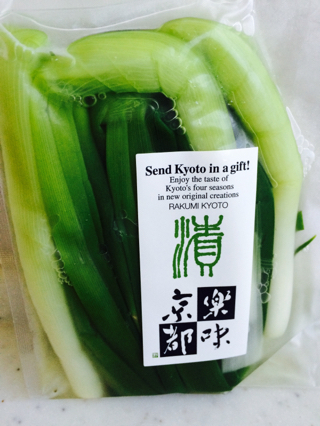 Send Kyoto in a gift!
Enjoy the taste of
Kyoto's four seasons
in new original creations
RAKUMI KYOTO
漬
樂味
京都